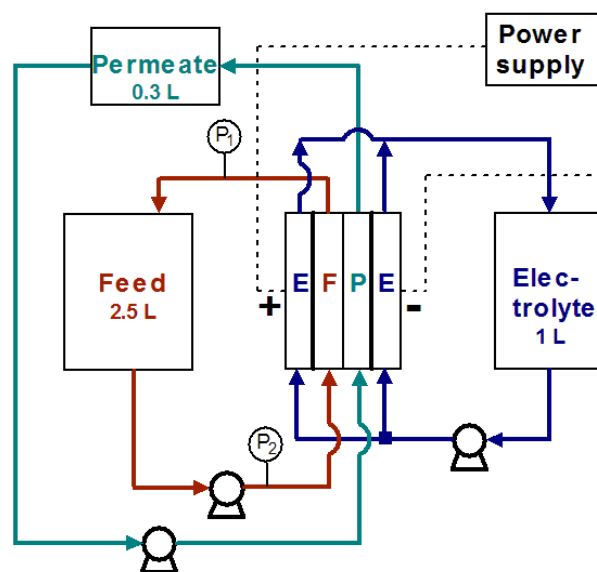 Power
supply
Permeate
0.3 L
P1
Feed
2.5 L
E F P E
+ -
Elec-
trolyte
1 L
P2